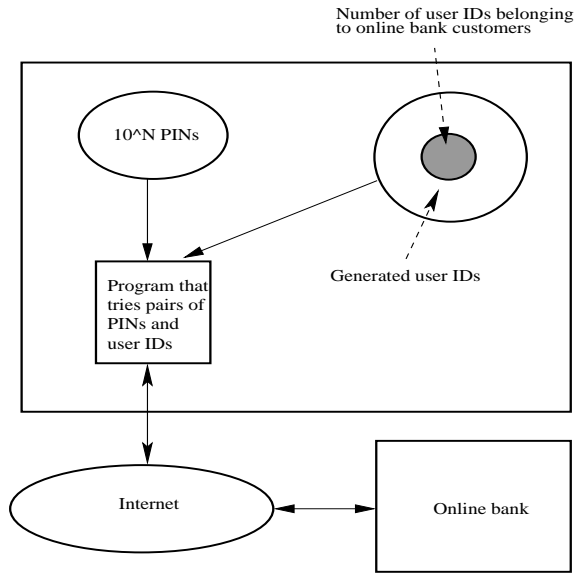 Number of user IDs belonging
to online bank customers
10^N PINs
Generated user IDs
Program that
tries pairs of
PINs and
user IDs
Internet
Online bank